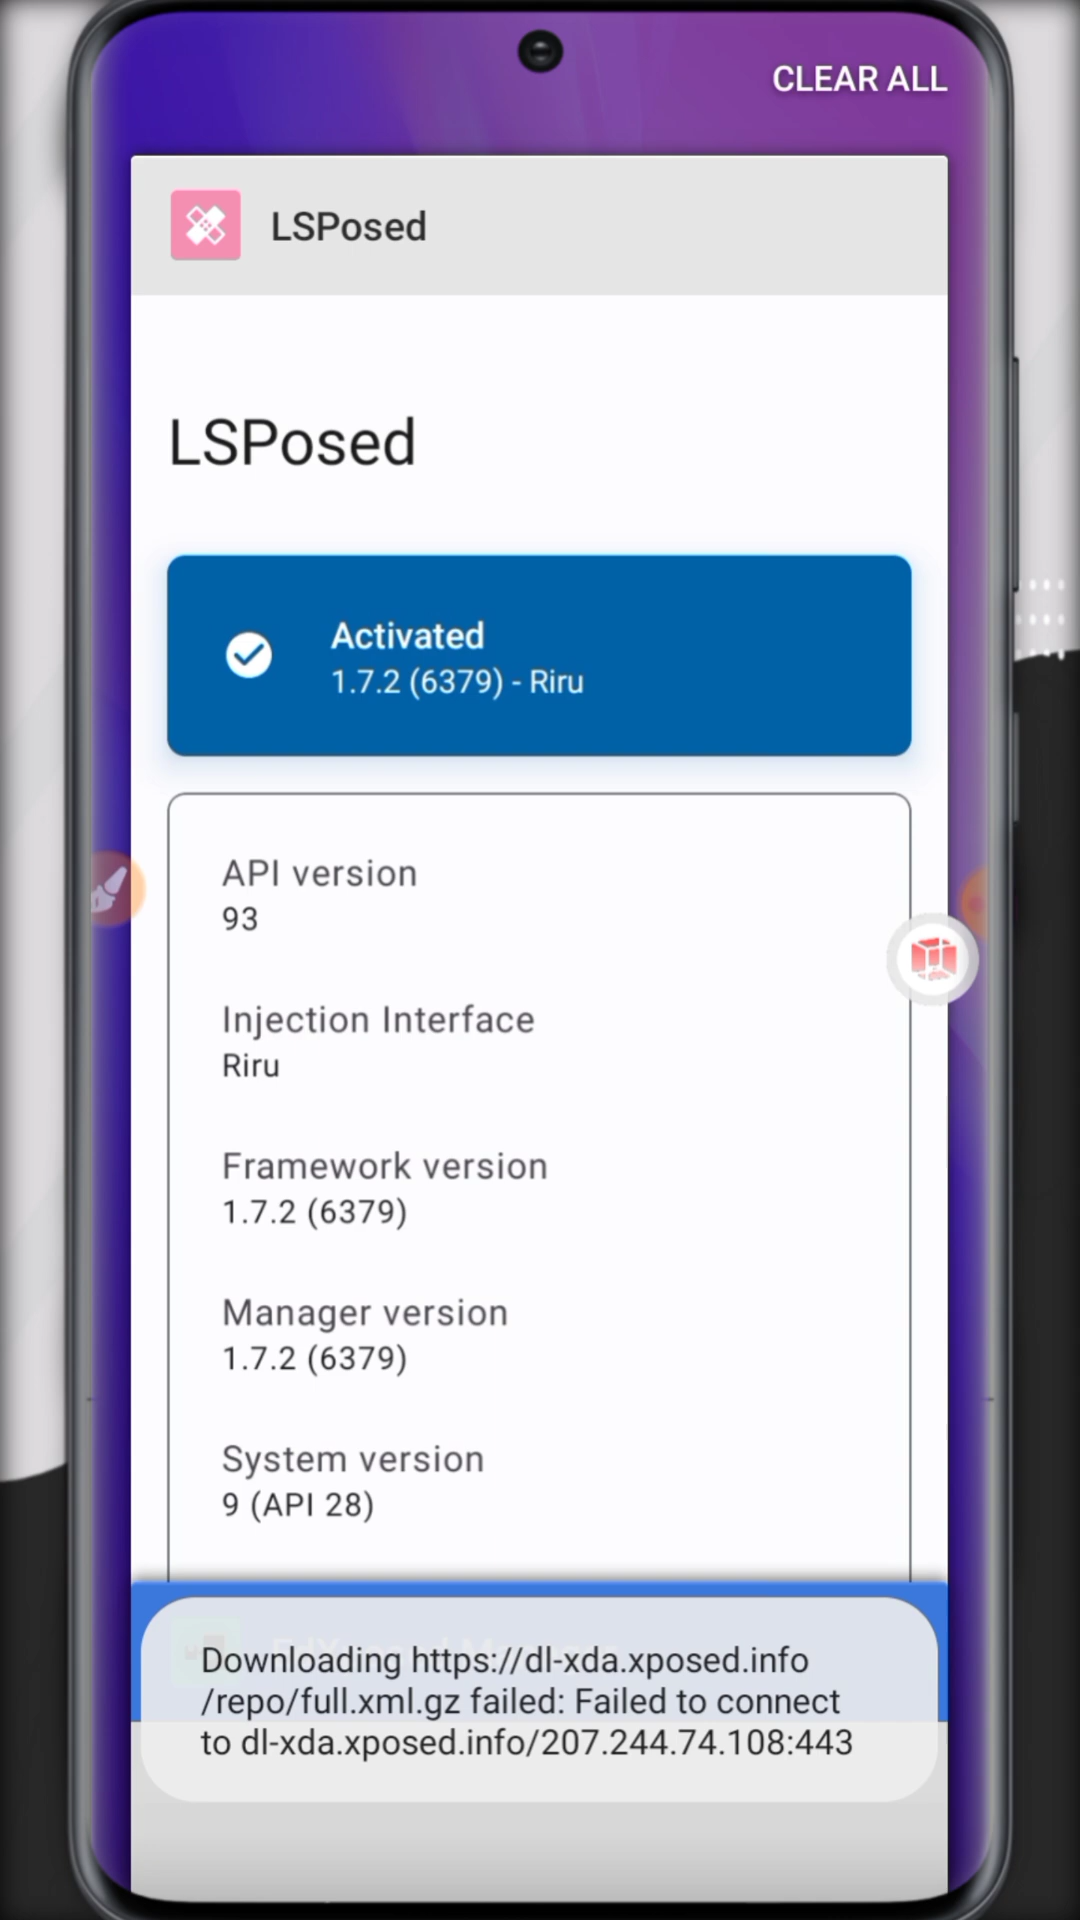 CLEAR ALL
LSPosed
LSPosed
Activated
1.7.2 (6379) - Riru
API version
93
Injection Interface
Riru
Framework version
1.7.2 (6379)
Manager version
1.7.2 (6379)
System version
9 (API 28)
Downloading https://dl-xda.xposed.info
/repo/full.xml.gz failed: Failed to connect
to dl-xda.xposed.info/207.244.74.108:443